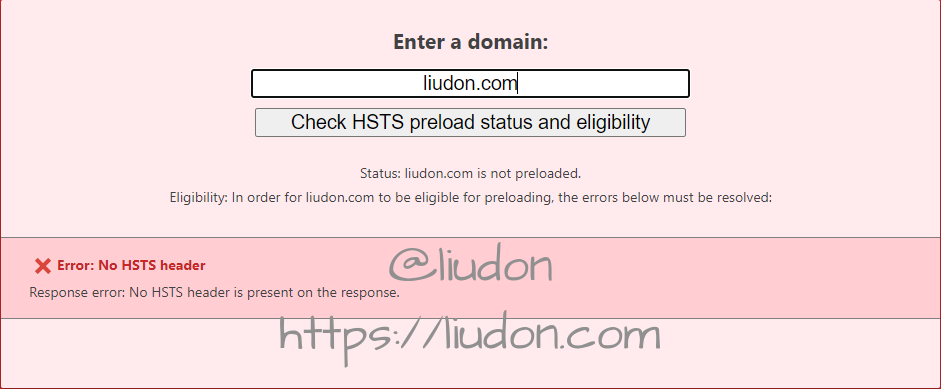 Enter a domain:
liudon.com
Check HSTS preload status and eligibility
Status: liudon.com is not preloaded.
Eligibility: In order for liudon.com to be eligible for preloading, the errors below must be resolved:
Error: No HSTS header
Response error: No HSTS header is present on the response.
@liudon
https://liudon.com